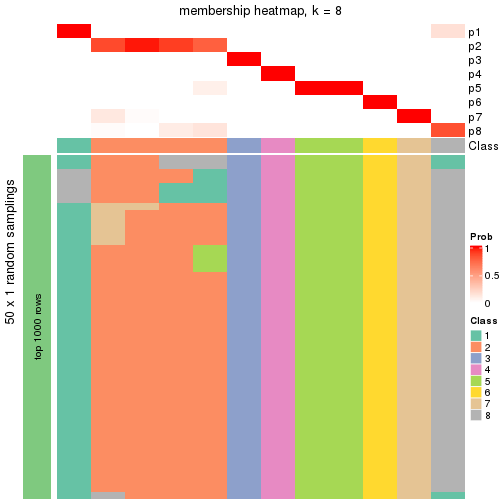 membership heatmap, k = 8
p1
p2
p3
p4
p5
p6
p7
p8
Class
50 x 1 random samplings
top 1000 rows
Prob
1
0.5
0
Class
1
2
3
4
5
6
7
8